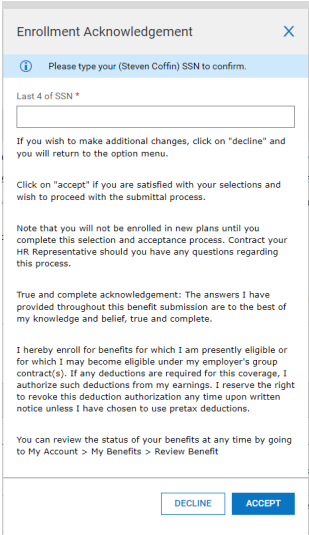 Enrollment Acknowledgement X
Please type your (Steven Coffin) SSN to confirm.
Last 4 of SSN *
If you wish to make additional changes, click on "decline" and
you will return to the option menu.
Click on "accept" if you are satisfied with your selections and
wish to proceed with the submittal process.
Note that you will not be enrolled in new plans until you
complete this selection and acceptance process. Contract your
HR Representative should you have any questions regarding
this process.
True and complete acknowledgement: The answers I have
provided throughout this benefit submission are to the best of
my knowledge and belief, true and complete.
I hereby enroll for benefits for which I am presently eligible or
for which I may become eligible under my employer's group
contract(s). If any deductions are required for this coverage, I
authorize such deductions from my earnings. I reserve the right
to revoke this deduction authorization any time upon written
notice unless I have chosen to use pretax deductions.
You can review the status of your benefits at any time by going
to My Account > My Benefits > Review Benefit
DECLINE ACCEPT